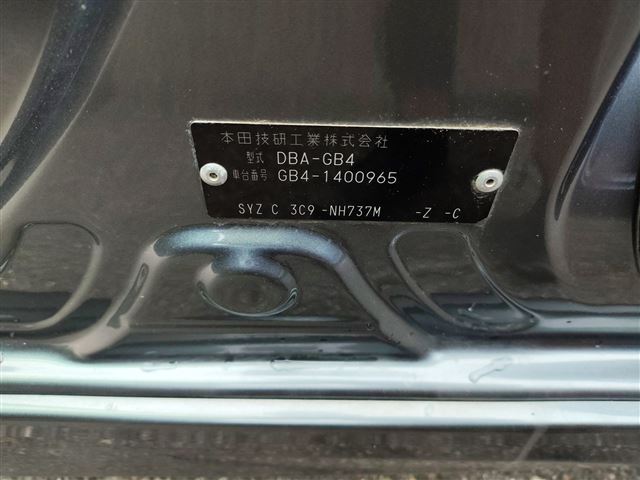 本田技研工業株式会社
型式 DBA-GB4
車台番号 GB4-1400965
SYZ C 3C9 -NH737M -Z -C